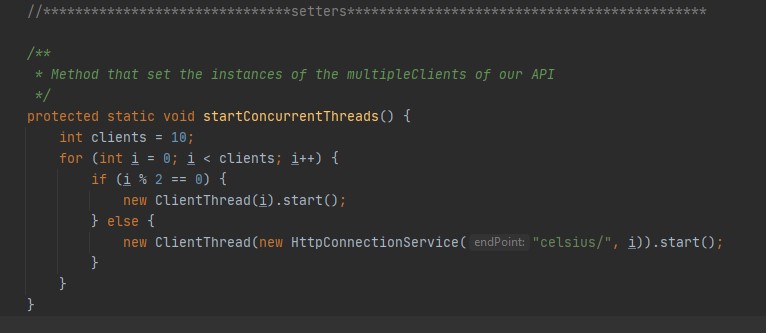 //*******************************setters*********************************************
/**
 * Method that set the instances of the multipleClients of our API
 */
protected static void startConcurrentThreads() {
    int clients = 10;
    for (int i = 0; i < clients; i++) {
        if (i % 2 == 0) {
            new ClientThread(i).start();
        } else {
            new ClientThread(new HttpConnectionService( endPoint: "celsius/", i)).start();
        }
    }
}